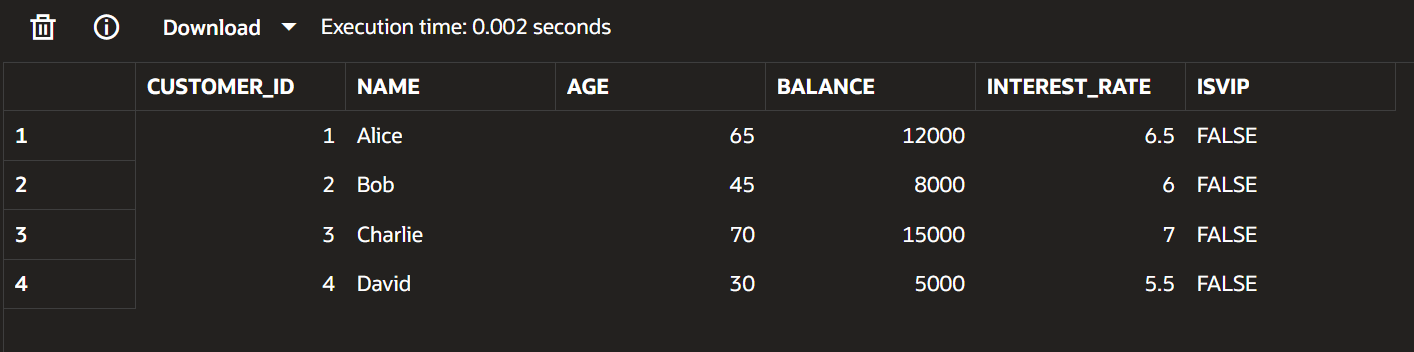 Download Execution time: 0.002 seconds
CUSTOMER_ID NAME AGE BALANCE INTEREST_RATE ISVIP
1 1 Alice 65 12000 6.5 FALSE
2 2 Bob 45 8000 6 FALSE
3 3 Charlie 70 15000 7 FALSE
4 4 David 30 5000 5.5 FALSE